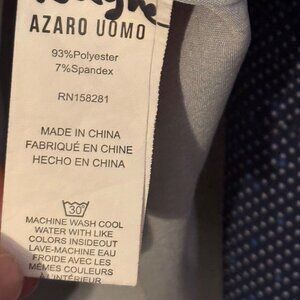 AZARO UOMO
93%Polyester
7%Spandex
RN158281
MADE IN CHINA
FABRIQUÉ EN CHINE
HECHO EN CHINA
30
MACHINE WASH COOL
WATER WITH LIKE
COLORS INSIDEOUT
LAVE-MACHINE EAU
FROIDE AVEC LES
MÊMES COULEURS
À L'INTÉRIEUR